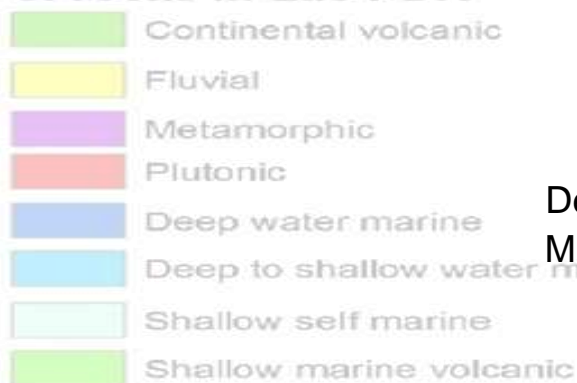 Continental volcanic
Fluvial
Metamorphic
Plutonic
Deep water marine
Deep to shallow water
Shallow self marine
Shallow marine volcanic